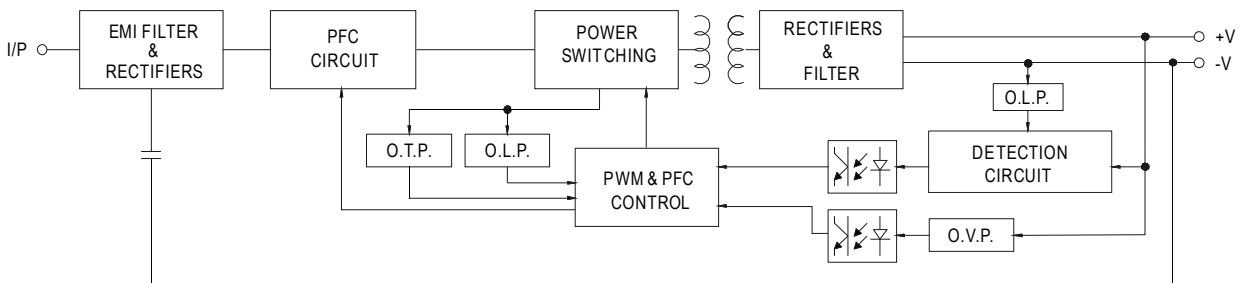 I/P
EMI FILTER
&
RECTIFIERS
PFC
CIRCUIT
POWER
SWITCHING
RECTIFIERS
&
FILTER
+V
-V
O.L.P.
O.T.P.
O.L.P.
PWM & PFC
CONTROL
DETECTION
CIRCUIT
O.V.P.